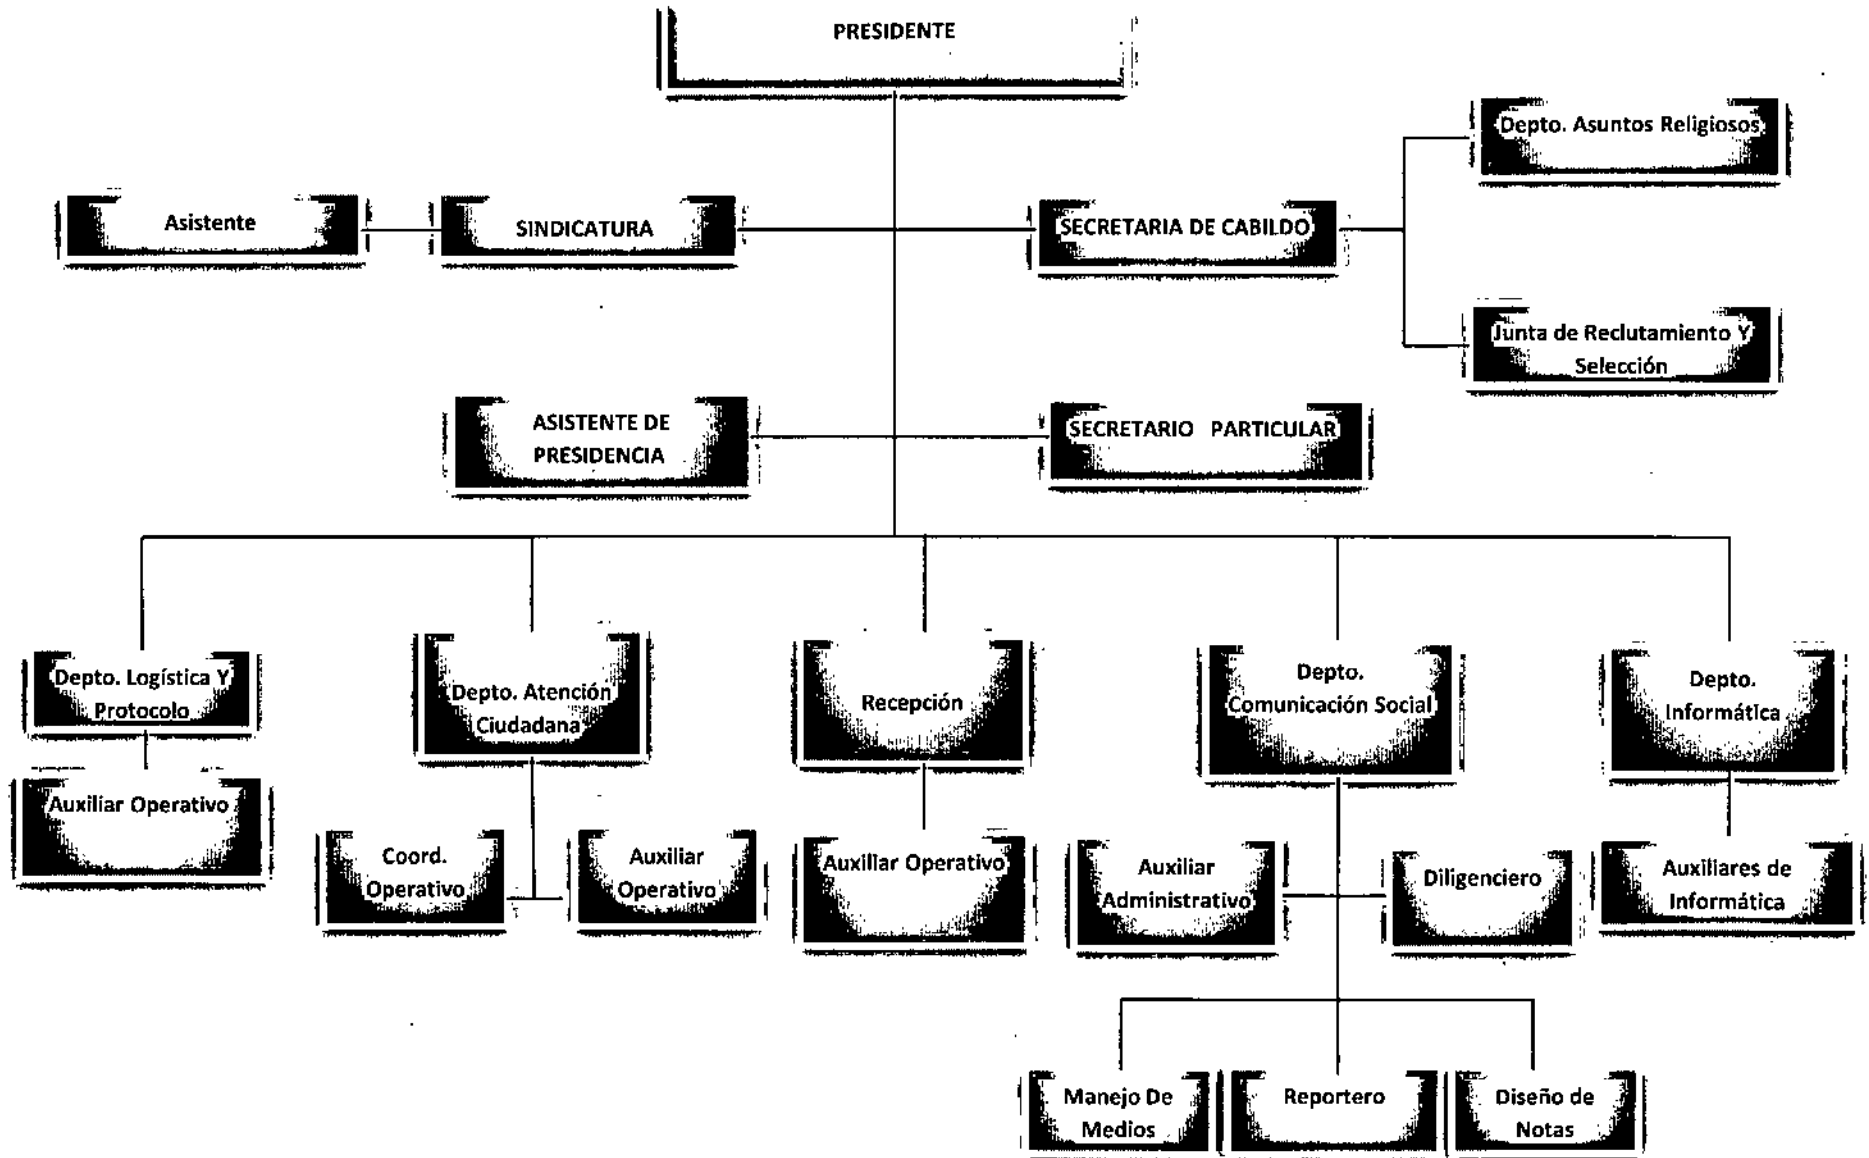 PRESIDENTE
Depto. Asuntos Religiosos
Asistente
SINDICATURA
SECRETARIA DE CABILDO
Junta de Reclutamiento Y
Selección
ASISTENTE DE
PRESIDENCIA
SECRETARIO PARTICULAR
Depto. Logística Y
Protocolo
Depto. Atención
Ciudadana
Recepción
Depto.
Comunicación Social
Depto.
Informática
Auxiliar Operativo
Coord.
Operativo
Auxiliar
Operativo
Auxiliar Operativo
Auxiliar
Administrativo
Diligenciero
Auxiliares de
Informática
Manejo De
Medios
Reportero
Diseño de
Notas